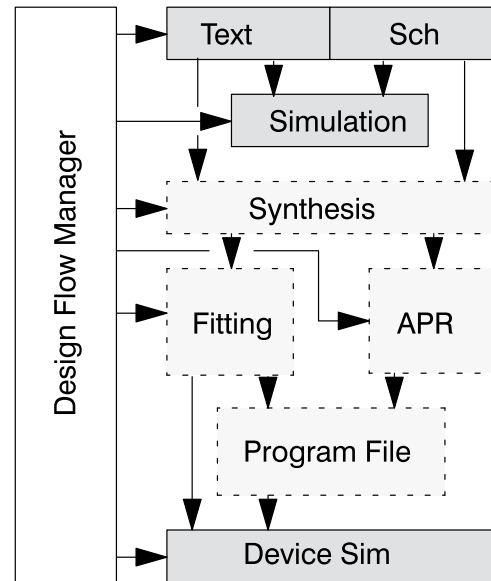 Design Flow Manager
Text
Sch
Simulation
Synthesis
Fitting
APR
Program File
Device Sim